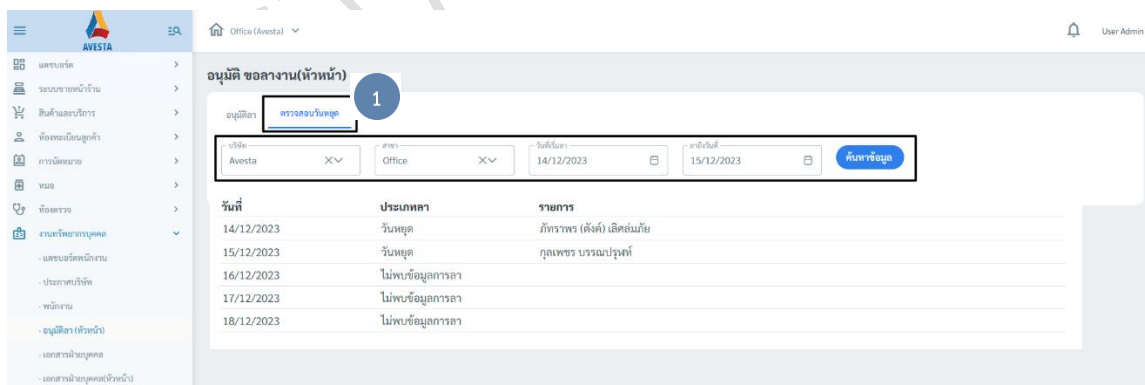 AVESTA
Office (Avesta)
User Admin
แดชบอร์ด
ระบบขายหน้าร้าน
สินค้าและบริการ
ห้องทะเบียนลูกค้า
การนัดหมาย
หมอ
ห้องตรวจ
งานทรัพยากรบุคคล
- แดชบอร์ดพนักงาน
- ประกาศบริษัท
- พนักงาน
- อนุมัติลา (หัวหน้า)
- เอกสารฝ่ายบุคคล
- เอกสารฝ่ายบุคคล(หัวหน้า)
อนุมัติ ขอลางาน(หัวหน้า)
1
อนุมัติลา ตรวจสอบวันหยุด
บริษัท สาขา วันที่เริ่มลา ลาถึงวันที่
Avesta Office 14/12/2023 15/12/2023 ค้นหาข้อมูล
วันที่ ประเภทลา รายการ
14/12/2023 วันหยุด ภัทราพร (ตังค์) เลิศล่มภัย
15/12/2023 วันหยุด กุลเพชร บรรณปรุฬห์
16/12/2023 ไม่พบข้อมูลการลา
17/12/2023 ไม่พบข้อมูลการลา
18/12/2023 ไม่พบข้อมูลการลา